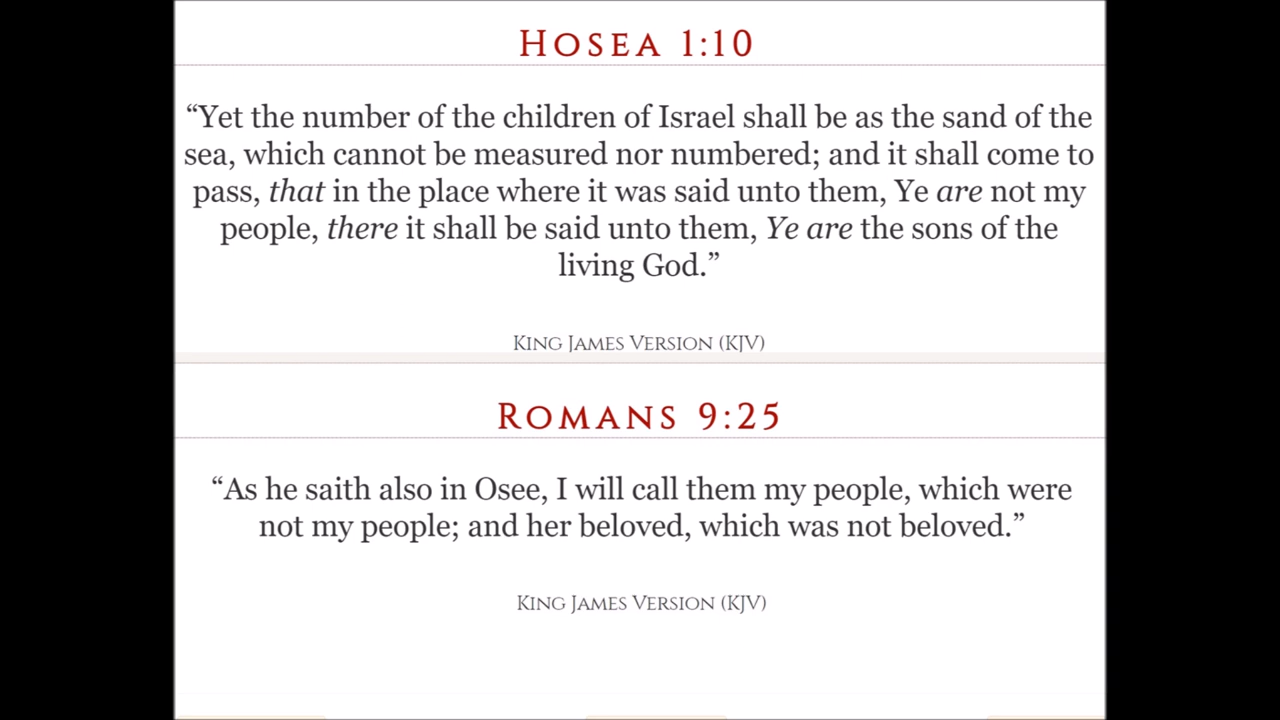 Hosea 1:10
“Yet the number of the children of Israel shall be as the sand of the
sea, which cannot be measured nor numbered; and it shall come to
pass, that in the place where it was said unto them, Ye are not my
people, there it shall be said unto them, Ye are the sons of the
living God.”
King James Version (KJV)
Romans 9:25
“As he saith also in Osee, I will call them my people, which were
not my people; and her beloved, which was not beloved.”
King James Version (KJV)